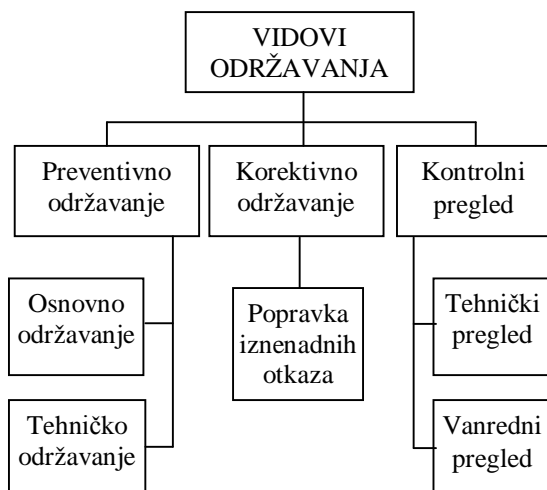 VIDOVI
ODRŽAVANJA
Preventivno
održavanje
Korektivno
održavanje
Kontrolni
pregled
Osnovno
održavanje
Popravka
iznenadnih
otkaza
Tehnički
pregled
Tehničko
održavanje
Vanredni
pregled